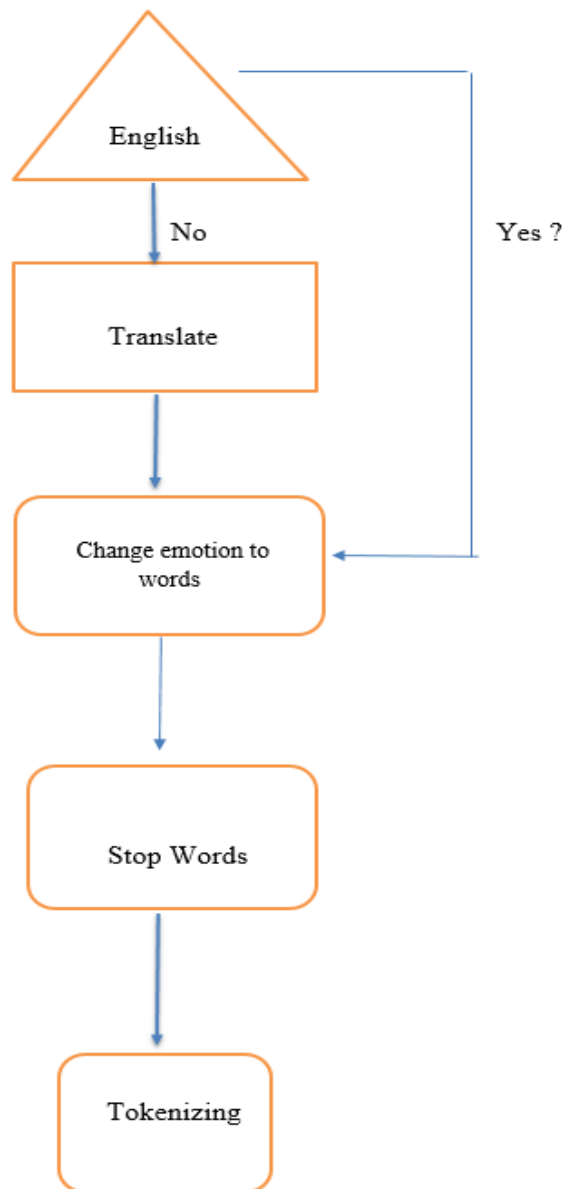 English
No
Yes ?
Translate
Change emotion to
words
Stop Words
Tokenizing